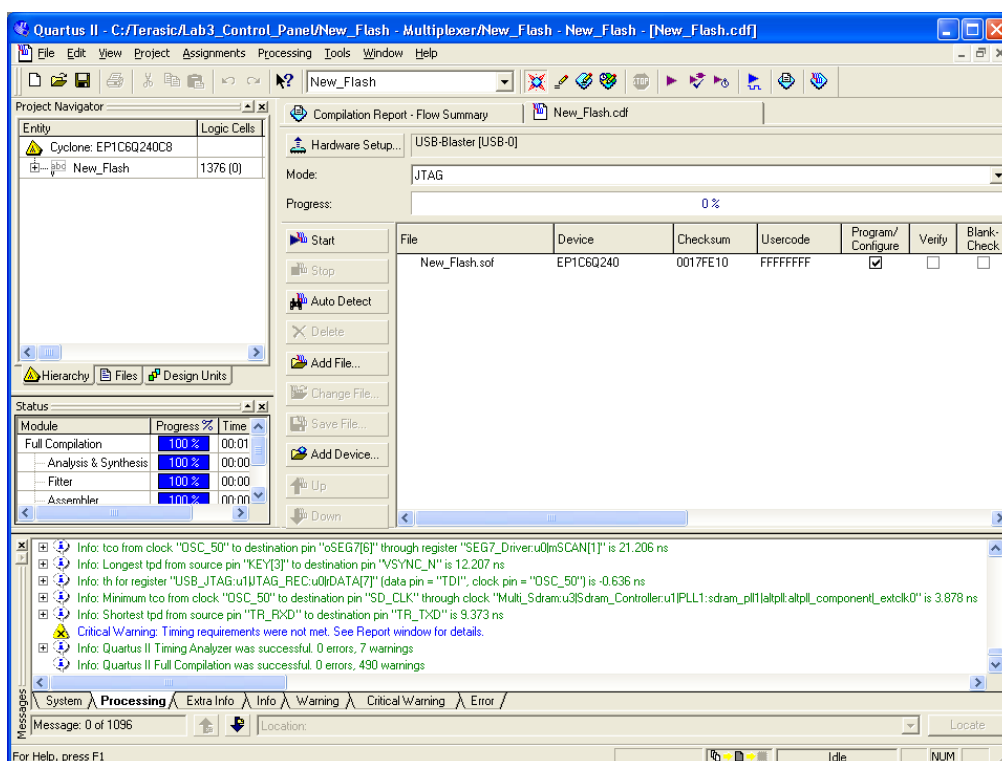 Quartus II - C:/Terasic/Lab3_Control_Panel/New_Flash - Multiplexer/New_Flash - New_Flash - [New_Flash.cdf]
File Edit View Project Assignments Processing Tools Window Help
New_Flash
Project Navigator
Entity Logic Cells
Cyclone: EP1C6Q240C8
abc New_Flash 1376 (0)
Hierarchy Files Design Units
Status
Module Progress % Time
Full Compilation 100 % 00:01
Analysis & Synthesis 100 % 00:00
Fitter 100 % 00:00
Assembler 100 % 00:00
Compilation Report - Flow Summary New_Flash.cdf
Hardware Setup... USB-Blaster [USB-0]
Mode: JTAG
Progress: 0 %
Start
Stop
Auto Detect
Delete
Add File...
Change File...
Save File...
Add Device...
Up
Down
File Device Checksum Usercode Program/ Configure Verify Blank- Check
New_Flash.sof EP1C6Q240 0017FE10 FFFFFFFF
Info: tco from clock "OSC_50" to destination pin "oSEG7[6]" through register "SEG7_Driver:u0|mSCAN[1]" is 21.206 ns
Info: Longest tpd from source pin "KEY[3]" to destination pin "VSYNC_N" is 12.207 ns
Info: th for register "USB_JTAG:u1|JTAG_REC:u0|rDATA[7]" (data pin = "TDI", clock pin = "OSC_50") is -0.636 ns
Info: Minimum tco from clock "OSC_50" to destination pin "SD_CLK" through clock "Multi_Sdram:u3|Sdram_Controller:u1|PLL1:sdram_pll1|altpll:altpll_component|_extclk0" is 3.878 ns
Info: Shortest tpd from source pin "TR_RXD" to destination pin "TR_TXD" is 9.373 ns
Critical Warning: Timing requirements were not met. See Report window for details.
Info: Quartus II Timing Analyzer was successful. 0 errors, 7 warnings
Info: Quartus II Full Compilation was successful. 0 errors, 490 warnings
System Processing Extra Info Info Warning Critical Warning Error
Messages
Message: 0 of 1096 Location: Locate
For Help, press F1 Idle NUM